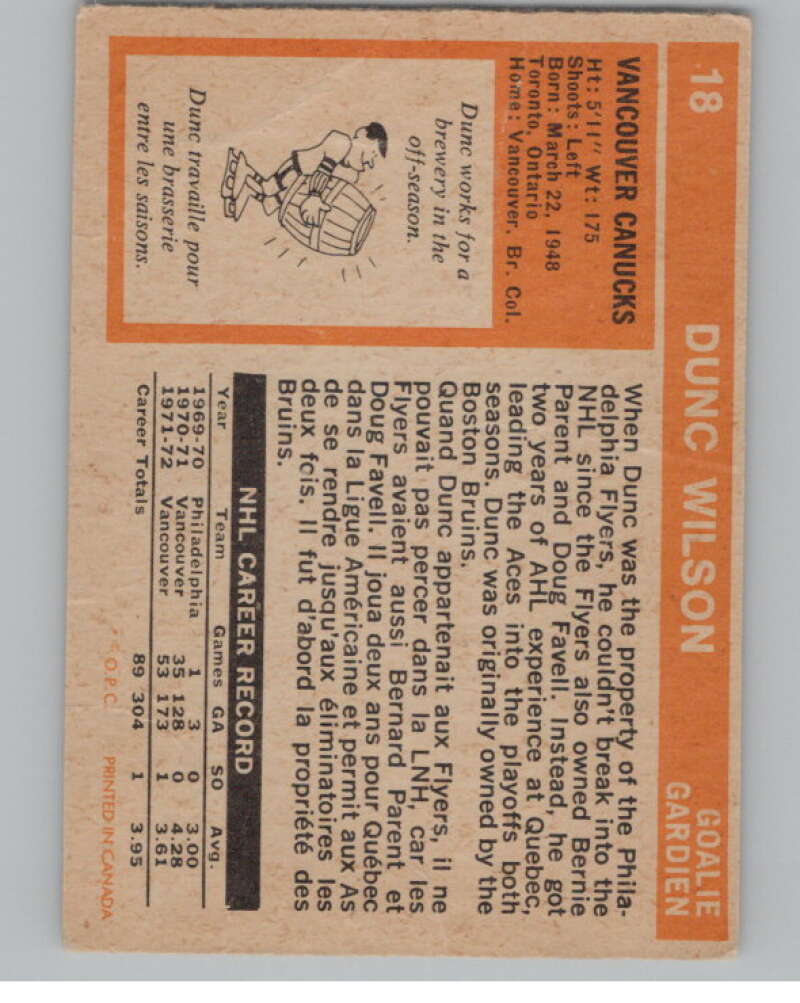 18 DUNC WILSON GOALIE
GARDIEN
VANCOUVER CANUCKS
Ht: 5'11" Wt: 175
Shoots: Left
Born: March 22, 1948
Toronto, Ontario
Home: Vancouver, Br. Col.
Dunc works for a
brewery in the
off-season.
Dunc travaille pour
une brasserie
entre les saisons.
When Dunc was the property of the Phila-
delphia Flyers, he couldn't break into the
NHL since the Flyers also owned Bernie
Parent and Doug Favell. Instead, he got
two years of AHL experience at Quebec,
leading the Aces into the playoffs both
seasons. Dunc was originally owned by the
Boston Bruins.
Quand Dunc appartenait aux Flyers, il ne
pouvait pas percer dans la LNH, car les
Flyers avaient aussi Bernard Parent et
Doug Favell. Il joua deux ans pour Québec
dans la Ligue Américaine et permit aux As
de se rendre jusqu'aux éliminatoires les
deux fois. Il fut d'abord la propriété des
Bruins.
NHL CAREER RECORD
Year Team Games GA SO Avg.
1969-70 Philadelphia 1 3 0 3.00
1970-71 Vancouver 35 128 0 4.28
1971-72 Vancouver 53 173 1 3.61
Career Totals 89 304 1 3.95
© O.P.C. PRINTED IN CANADA